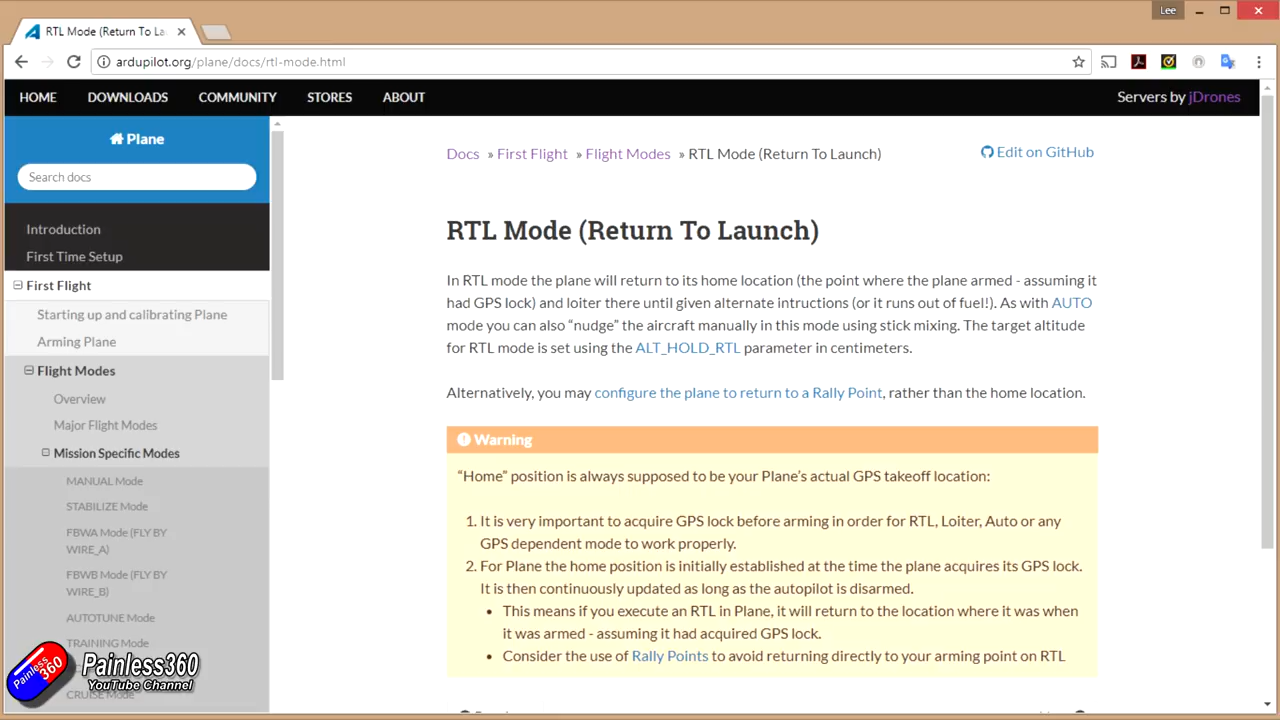 Lee
RTL Mode (Return To La
ardupilot.org/plane/docs/rtl-mode.html
HOME DOWNLOADS COMMUNITY STORES ABOUT Servers by jDrones
Plane
Search docs
Introduction
First Time Setup
First Flight
Starting up and calibrating Plane
Arming Plane
Flight Modes
Overview
Major Flight Modes
Mission Specific Modes
MANUAL Mode
STABILIZE Mode
FBWA Mode (FLY BY
WIRE_A)
FBWB Mode (FLY BY
WIRE_B)
AUTOTUNE Mode
TRAINING Mode
CRUISE Mode
Painless360
Painless360
YouTube Channel
Docs » First Flight » Flight Modes » RTL Mode (Return To Launch) Edit on GitHub
RTL Mode (Return To Launch)
In RTL mode the plane will return to its home location (the point where the plane armed - assuming it
had GPS lock) and loiter there until given alternate intructions (or it runs out of fuel!). As with AUTO
mode you can also “nudge” the aircraft manually in this mode using stick mixing. The target altitude
for RTL mode is set using the ALT_HOLD_RTL parameter in centimeters.
Alternatively, you may configure the plane to return to a Rally Point, rather than the home location.
Warning
“Home” position is always supposed to be your Plane’s actual GPS takeoff location:
1. It is very important to acquire GPS lock before arming in order for RTL, Loiter, Auto or any
GPS dependent mode to work properly.
2. For Plane the home position is initially established at the time the plane acquires its GPS lock.
It is then continuously updated as long as the autopilot is disarmed.
• This means if you execute an RTL in Plane, it will return to the location where it was when
it was armed - assuming it had acquired GPS lock.
• Consider the use of Rally Points to avoid returning directly to your arming point on RTL